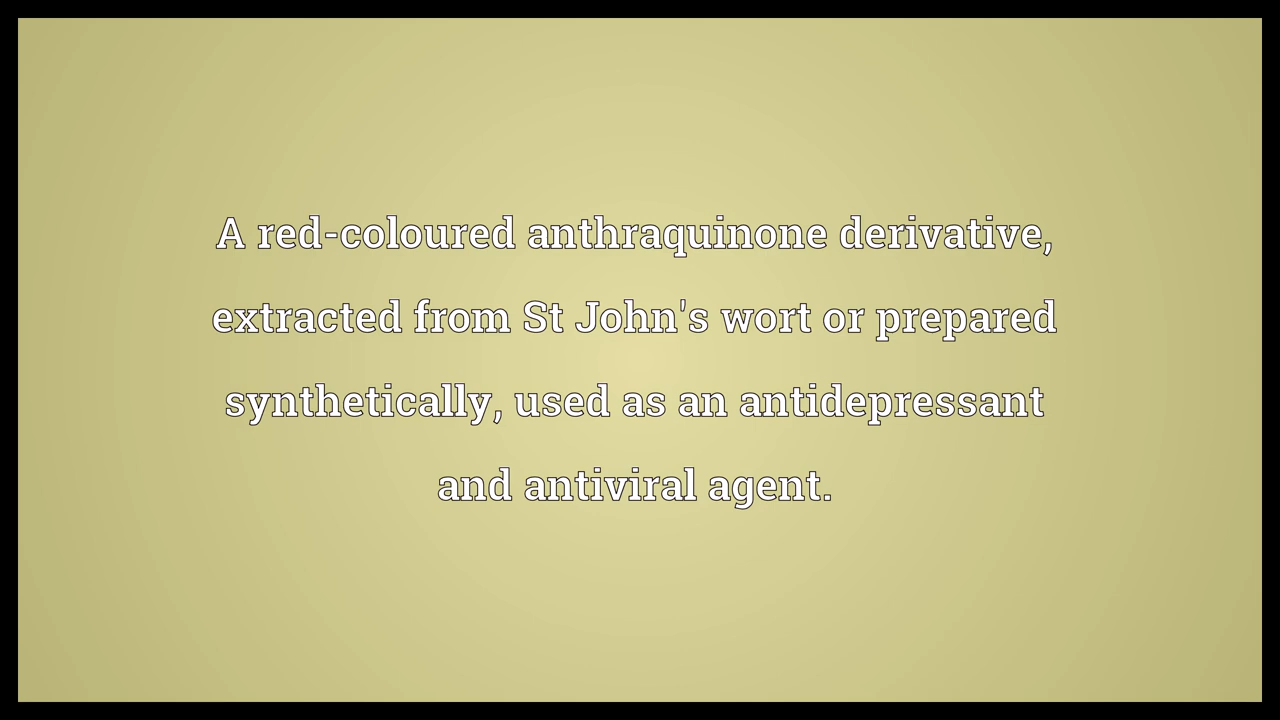 A red-coloured anthraquinone derivative,
extracted from St John's wort or prepared
synthetically, used as an antidepressant
and antiviral agent.